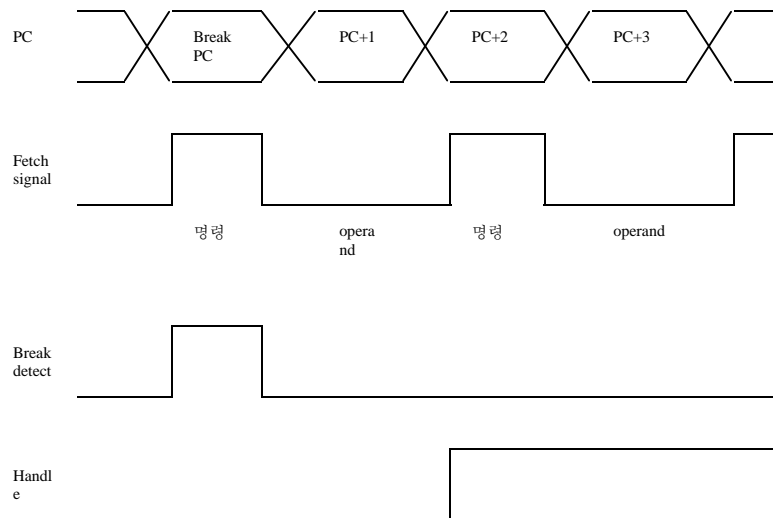 PC
Break
PC
PC+1
PC+2
PC+3
Fetch
signal
명령
opera
nd
명령
operand
Break
detect
Handl
e